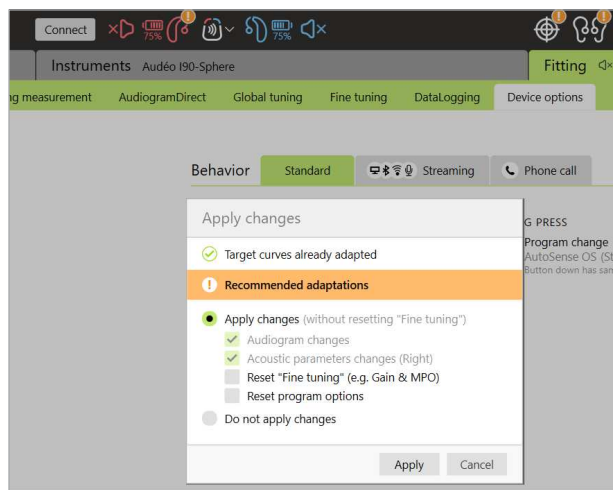 Connect
75%
75%
Instruments Audéo I90-Sphere
Fitting
ng measurement AudiogramDirect Global tuning Fine tuning DataLogging Device options
Behavior Standard Streaming Phone call
Apply changes
G PRESS
Target curves already adapted
Program change
AutoSense OS (St
Button down has sam
Recommended adaptations
Apply changes (without resetting "Fine tuning")
Audiogram changes
Acoustic parameters changes (Right)
Reset "Fine tuning" (e.g. Gain & MPO)
Reset program options
Do not apply changes
Apply Cancel